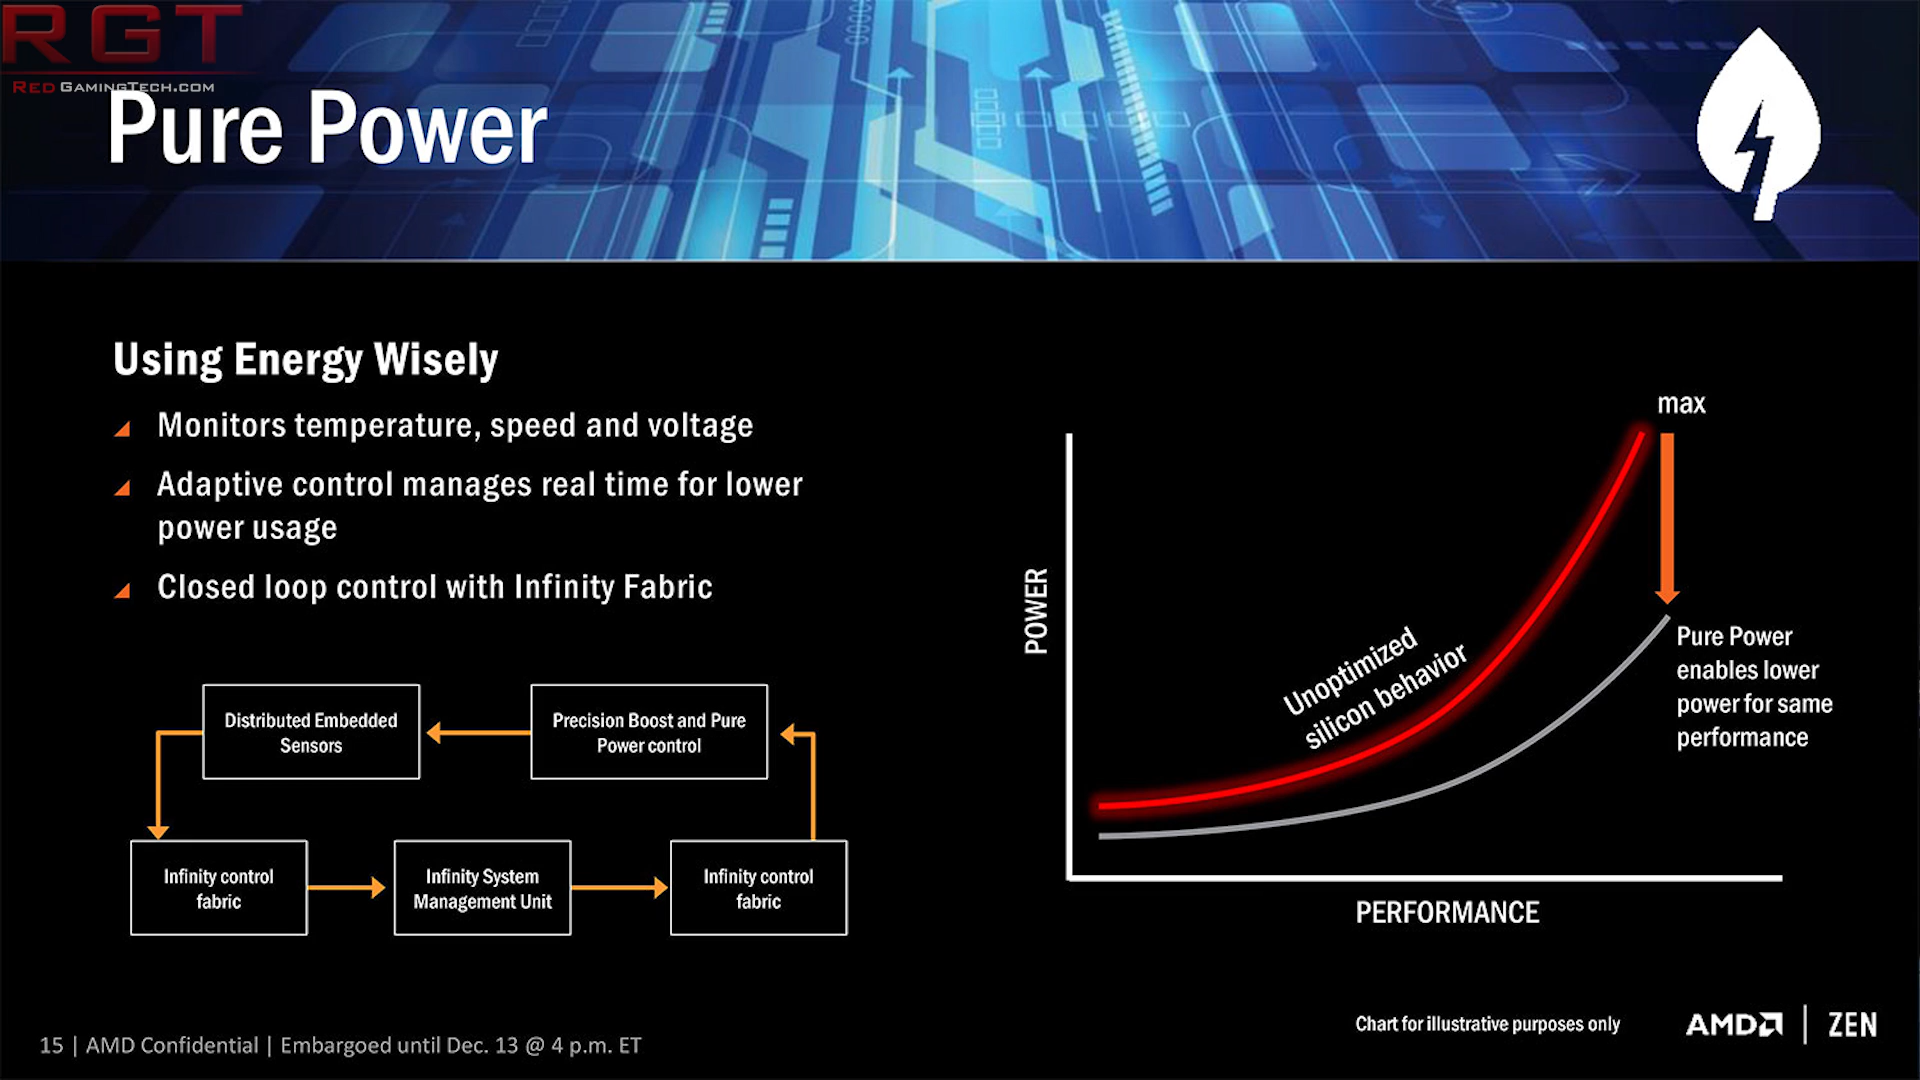 RGT
RedGamingTech.com
Pure Power
Using Energy Wisely
Monitors temperature, speed and voltage
Adaptive control manages real time for lower
power usage
Closed loop control with Infinity Fabric
Distributed Embedded
Sensors
Precision Boost and Pure
Power control
Infinity control
fabric
Infinity System
Management Unit
Infinity control
fabric
max
POWER
Unoptimized
silicon behavior
Pure Power
enables lower
power for same
performance
PERFORMANCE
Chart for illustrative purposes only
AMD | ZEN
15 | AMD Confidential | Embargoed until Dec. 13 @ 4 p.m. ET